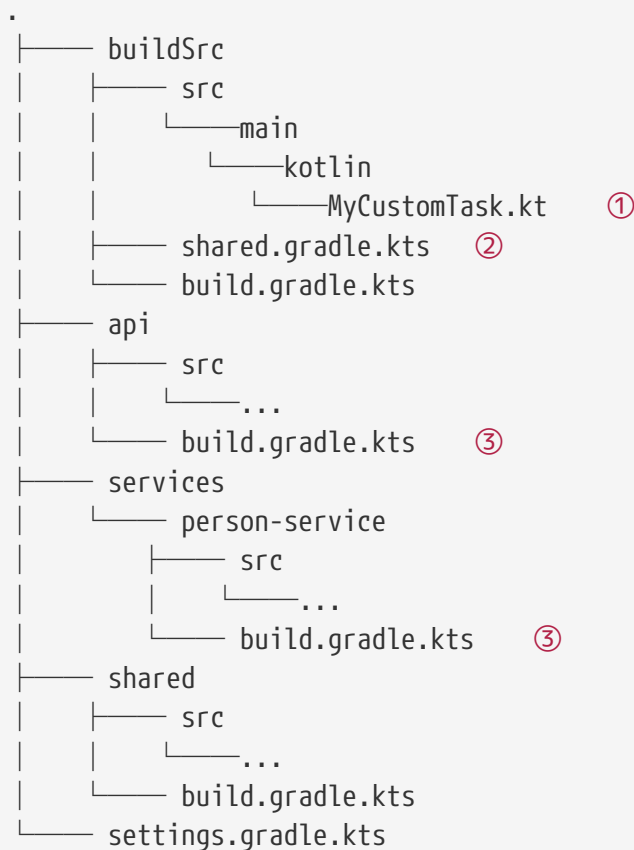 .
├── buildSrc
│   ├── src
│   │   └──main
│   │      └──kotlin
│   │         └──MyCustomTask.kt ①
│   ├── shared.gradle.kts ②
│   └── build.gradle.kts
├── api
│   ├── src
│   │   └──...
│   └── build.gradle.kts ③
├── services
│   └── person-service
│       ├── src
│       │   └──...
│       └── build.gradle.kts ③
├── shared
│   ├── src
│   │   └──...
│   └── build.gradle.kts
└── settings.gradle.kts